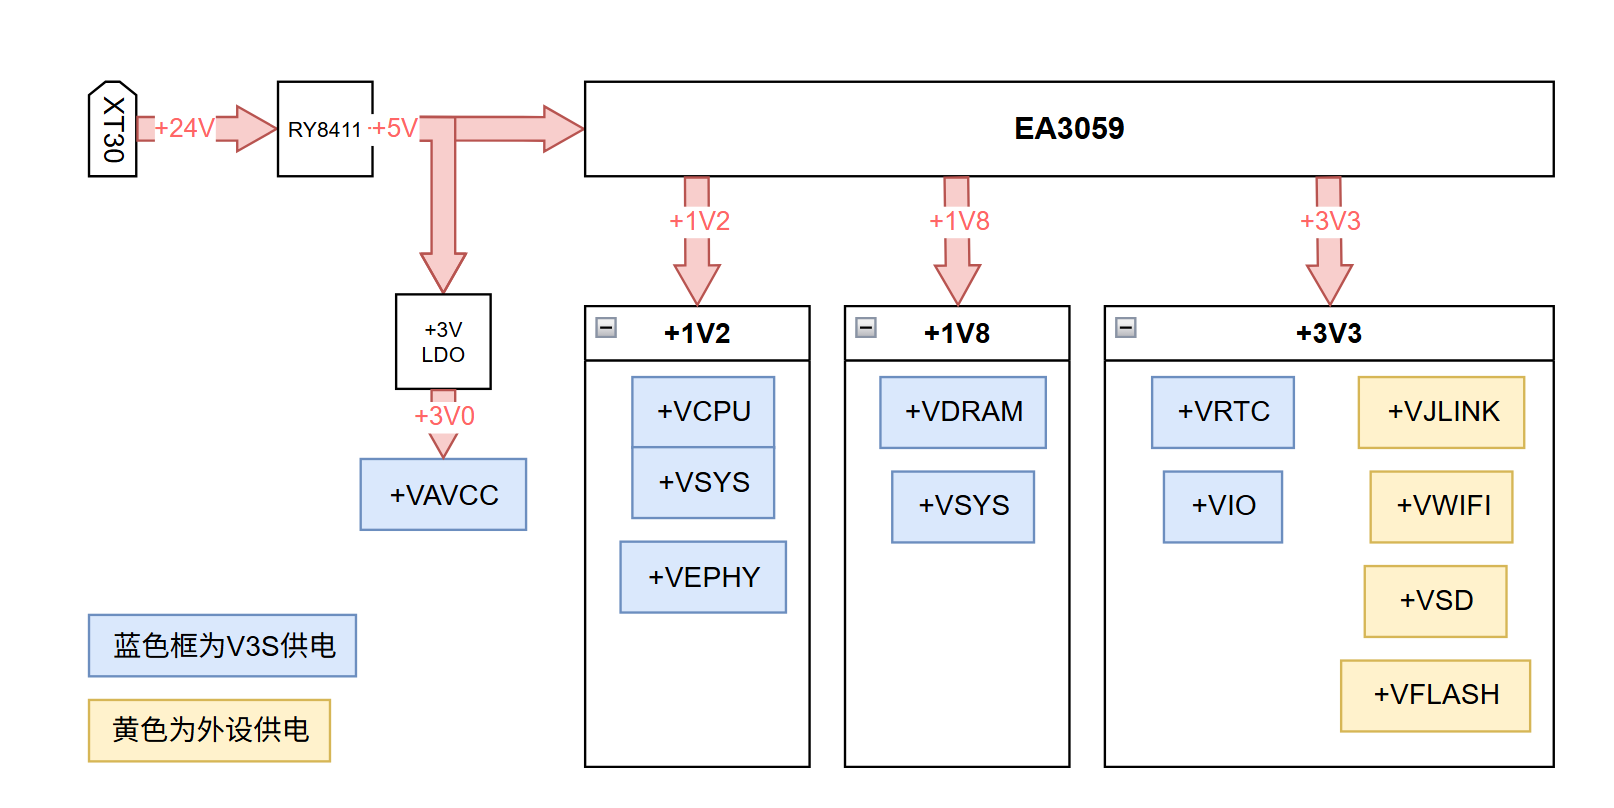 XT30
+24V
RY8411
+5V
EA3059
+1V2
+1V8
+3V3
+3V
LDO
+3V0
+VAVCC
+1V2
+VCPU
+VSYS
+VEPHY
+1V8
+VDRAM
+VSYS
+3V3
+VRTC
+VJLINK
+VIO
+VWIFI
+VSD
+VFLASH
蓝色框为V3S供电
黄色为外设供电